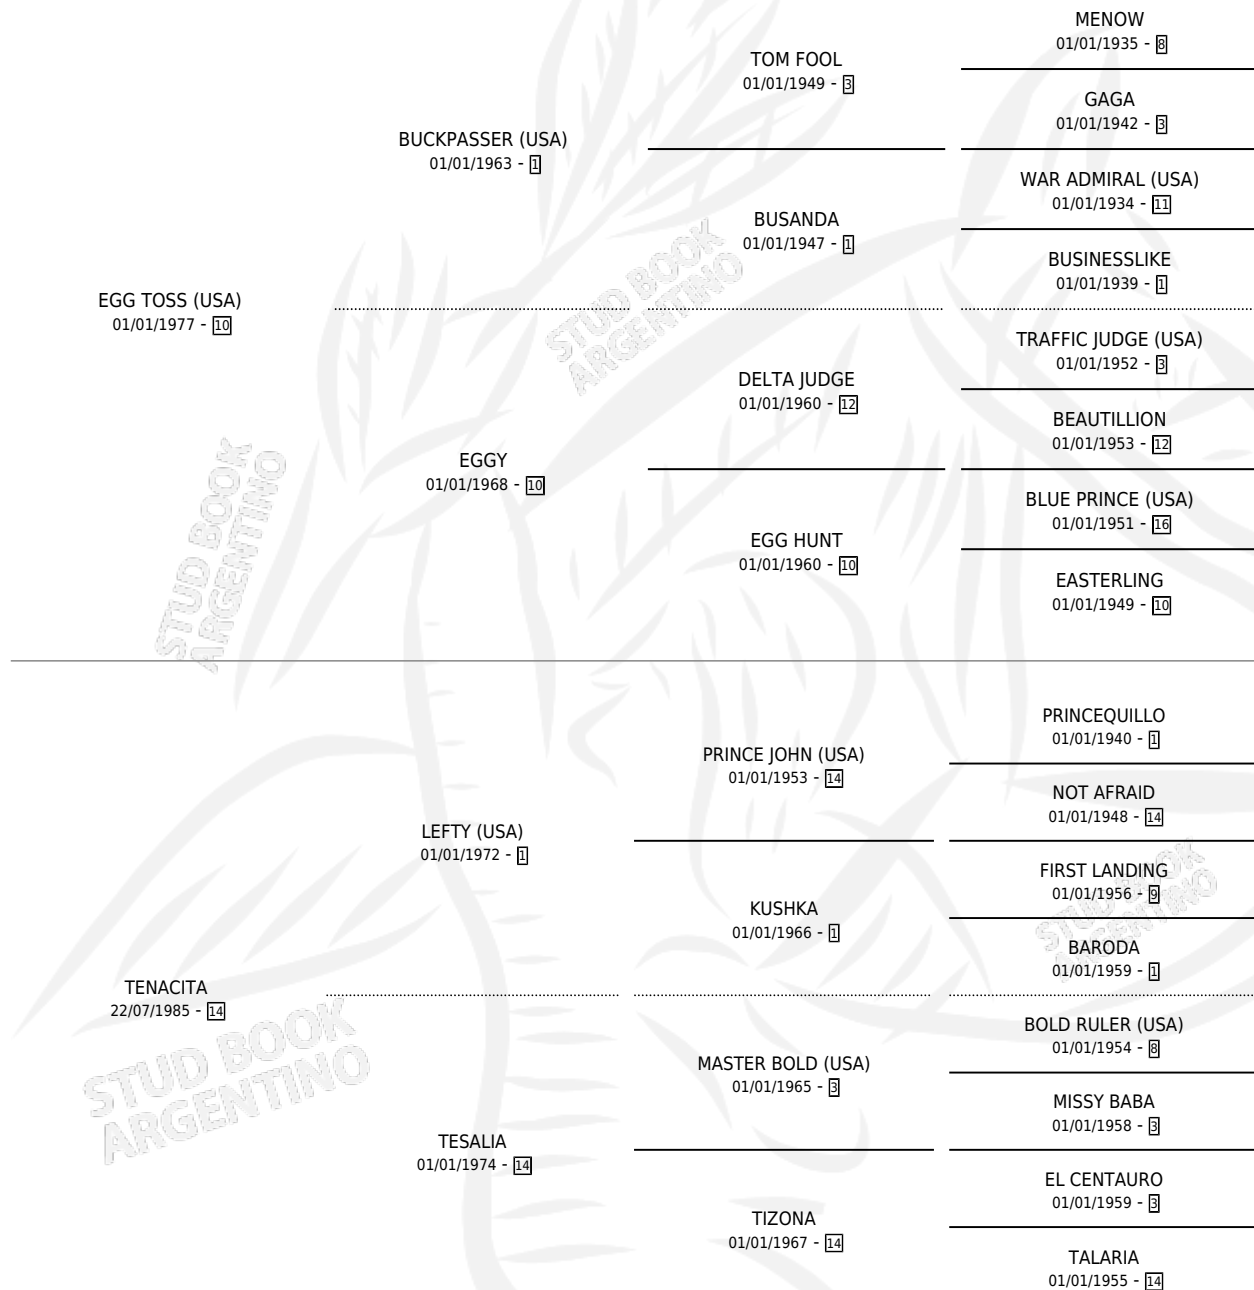 MENOW
01/01/1935 - 8
TOM FOOL
01/01/1949 - 3
GAGA
01/01/1942 - 3
BUCKPASSER (USA)
01/01/1963 - 1
WAR ADMIRAL (USA)
01/01/1934 - 11
BUSANDA
01/01/1947 - 1
BUSINESSLIKE
01/01/1939 - 1
EGG TOSS (USA)
01/01/1977 - 10
TRAFFIC JUDGE (USA)
01/01/1952 - 3
DELTA JUDGE
01/01/1960 - 12
BEAUTILLION
01/01/1953 - 12
EGGY
01/01/1968 - 10
BLUE PRINCE (USA)
01/01/1951 - 16
EGG HUNT
01/01/1960 - 10
EASTERLING
01/01/1949 - 10
STUD BOOK
ARGENTINO
STUD BOOK
ARGENTINO
PRINCEQUILLO
01/01/1940 - 1
PRINCE JOHN (USA)
01/01/1953 - 14
NOT AFRAID
01/01/1948 - 14
LEFTY (USA)
01/01/1972 - 1
FIRST LANDING
01/01/1956 - 9
KUSHKA
01/01/1966 - 1
BARODA
01/01/1959 - 1
TENACITA
22/07/1985 - 14
BOLD RULER (USA)
01/01/1954 - 8
MASTER BOLD (USA)
01/01/1965 - 3
MISSY BABA
01/01/1958 - 3
TESALIA
01/01/1974 - 14
EL CENTAURO
01/01/1959 - 3
TIZONA
01/01/1967 - 14
TALARIA
01/01/1955 - 14
STUD BOOK
ARGENTINO
STUD BOOK
ARGENTINO